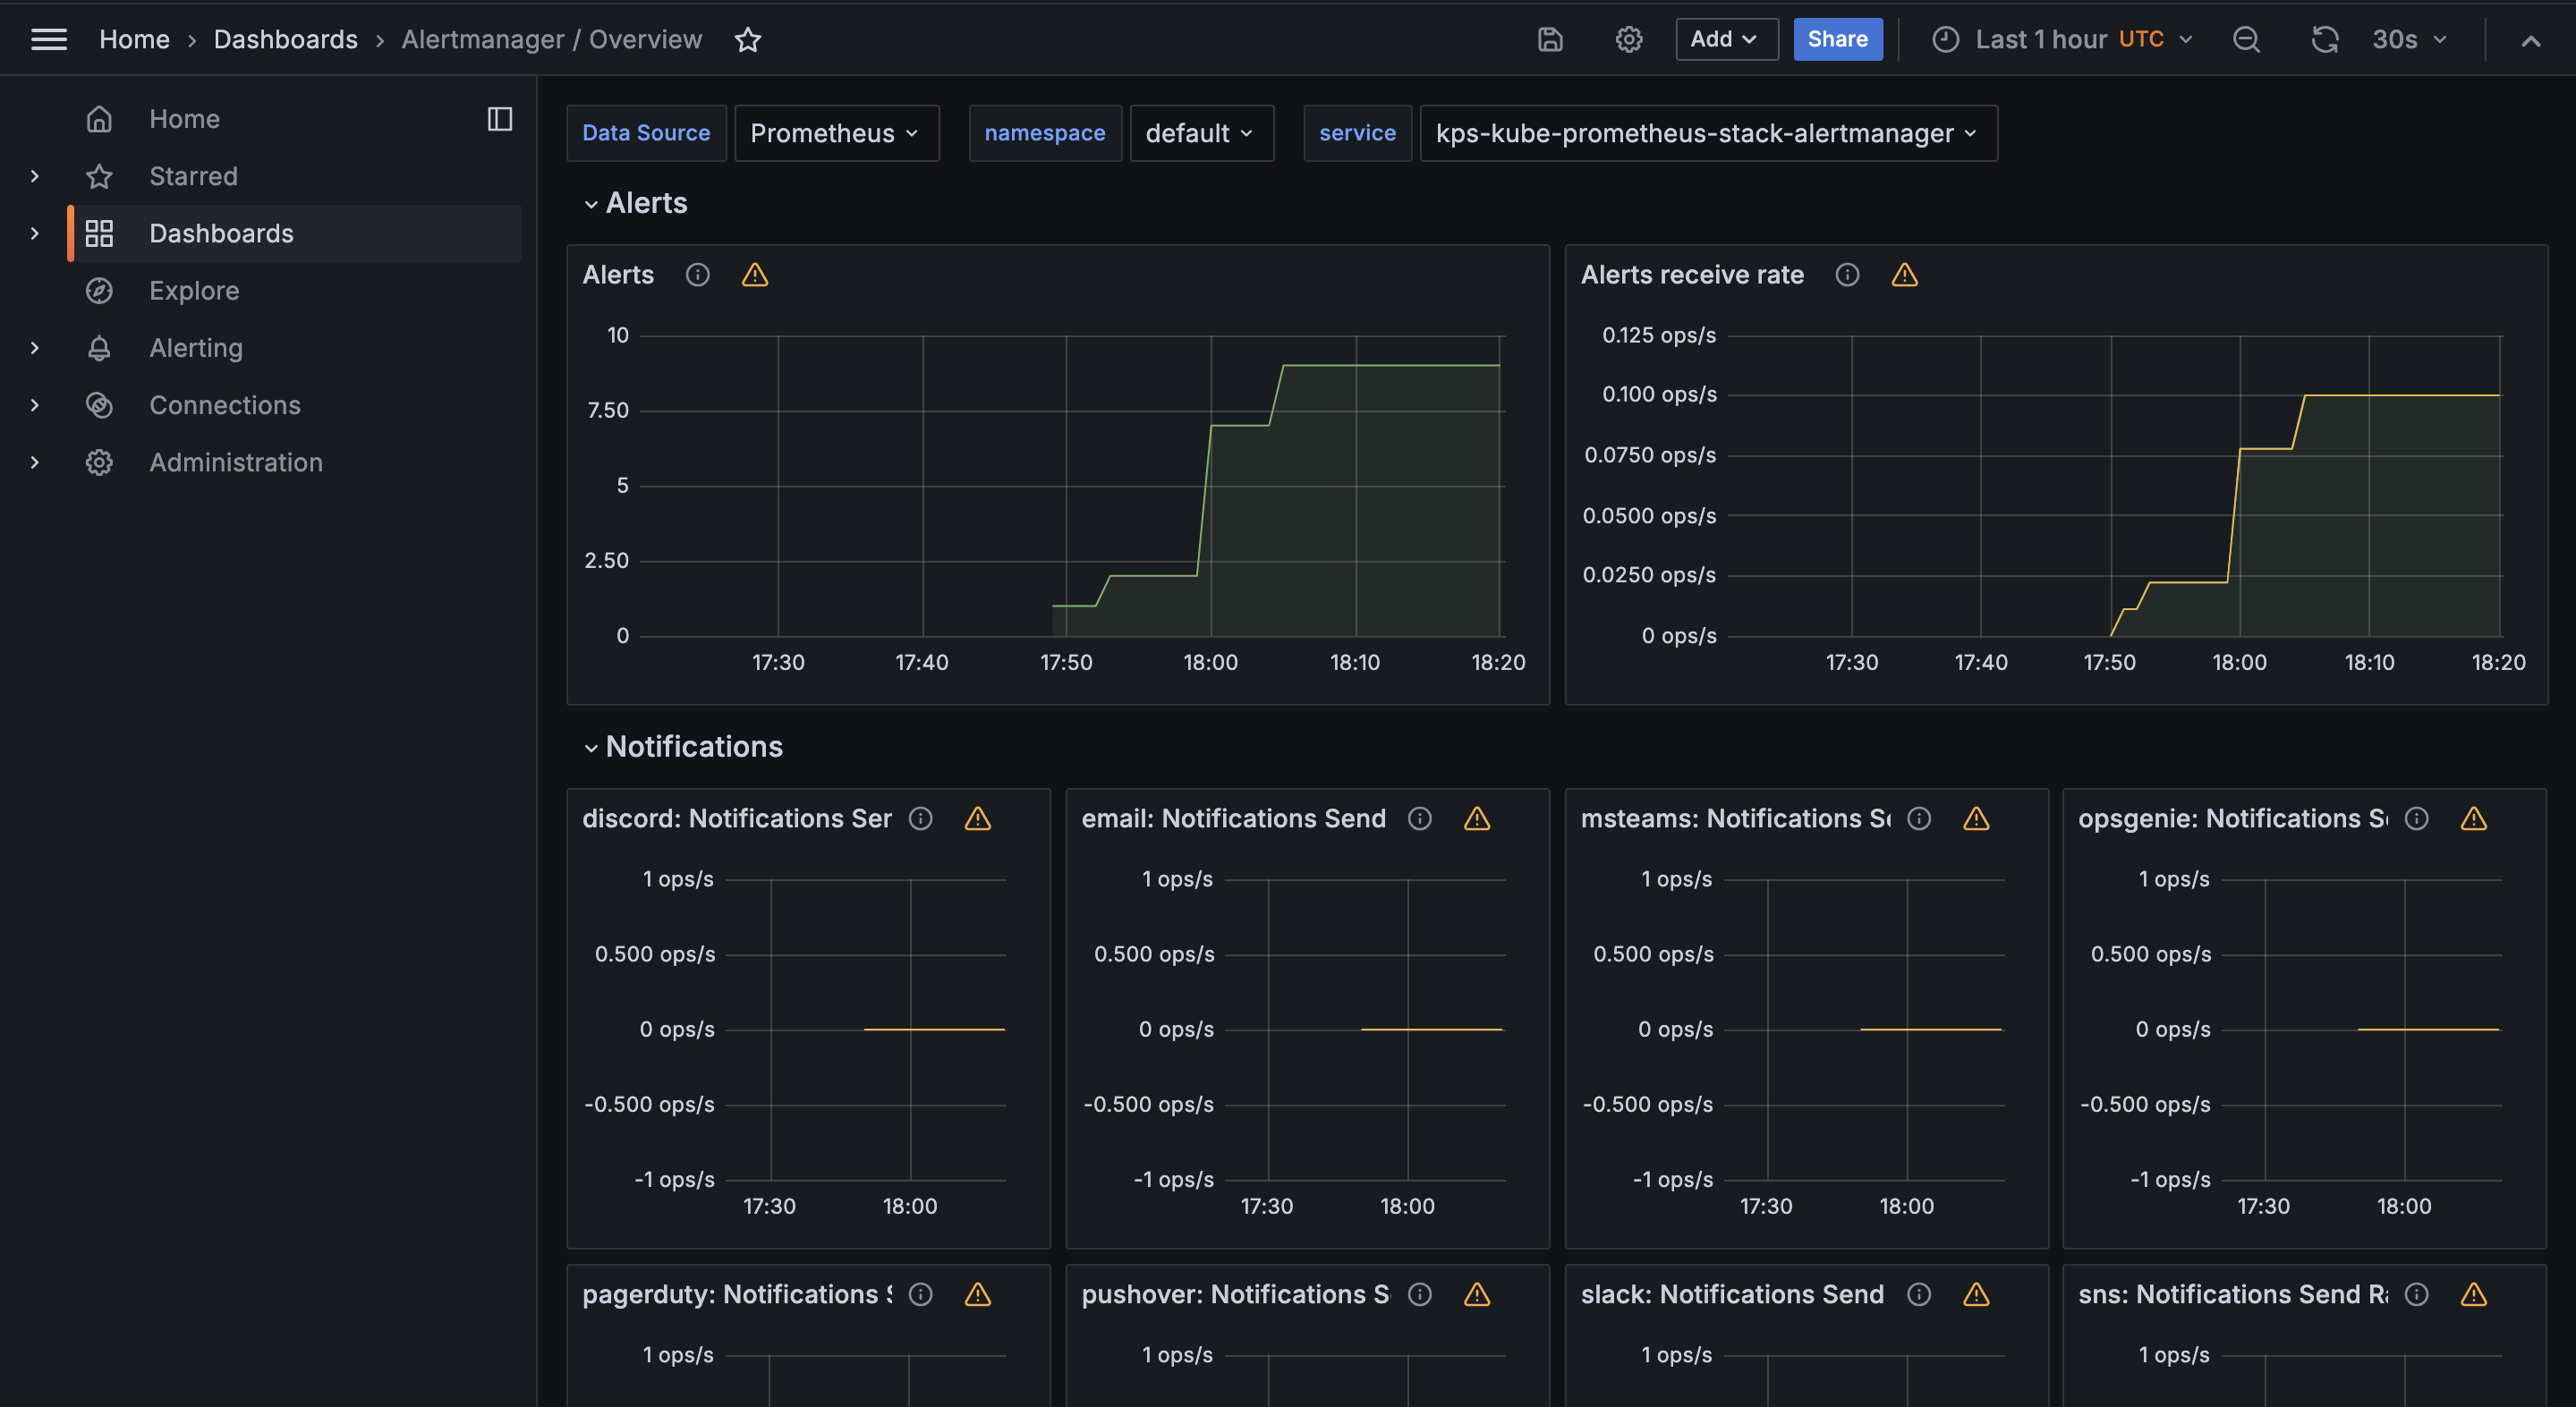 Home › Dashboards › Alertmanager / Overview
Add
Share
Last 1 hour UTC
30s
Home
Starred
Dashboards
Explore
Alerting
Connections
Administration
Data Source Prometheus namespace default service kps-kube-prometheus-stack-alertmanager
Alerts
Alerts
10
7.50
5
2.50
0
17:30 17:40 17:50 18:00 18:10 18:20
Alerts receive rate
0.125 ops/s
0.100 ops/s
0.0750 ops/s
0.0500 ops/s
0.0250 ops/s
0 ops/s
17:30 17:40 17:50 18:00 18:10 18:20
Notifications
discord: Notifications Ser
1 ops/s
0.500 ops/s
0 ops/s
-0.500 ops/s
-1 ops/s
17:30 18:00
email: Notifications Send
1 ops/s
0.500 ops/s
0 ops/s
-0.500 ops/s
-1 ops/s
17:30 18:00
msteams: Notifications Se
1 ops/s
0.500 ops/s
0 ops/s
-0.500 ops/s
-1 ops/s
17:30 18:00
opsgenie: Notifications Se
1 ops/s
0.500 ops/s
0 ops/s
-0.500 ops/s
-1 ops/s
17:30 18:00
pagerduty: Notifications S
1 ops/s
pushover: Notifications S
1 ops/s
slack: Notifications Send
1 ops/s
sns: Notifications Send Ra
1 ops/s